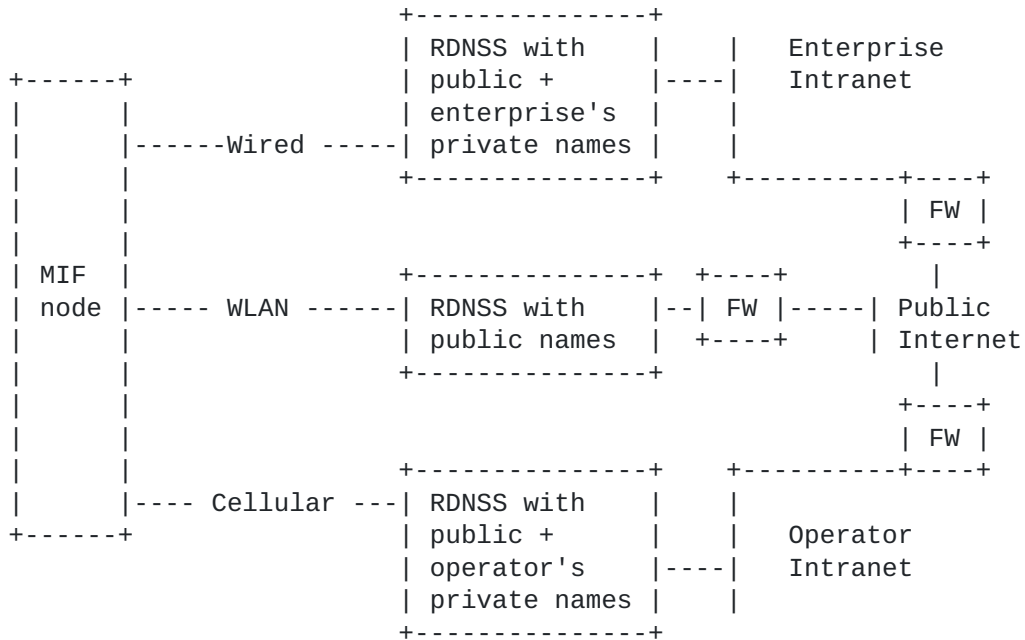 RDNSS with Enterprise
public + Intranet
enterprise's
Wired private names
FW
MIF
node WLAN RDNSS with FW Public
public names Internet
FW
Cellular RDNSS with
public + Operator
operator's Intranet
private names